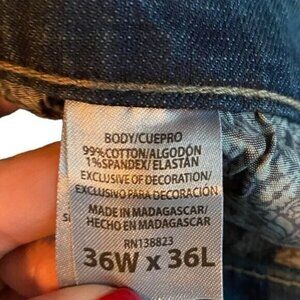 BODY/CUEPRO
99%COTTON/ALGODÓN
1%SPANDEX/ELASTÁN
EXCLUSIVE OF DECORATION/
EXCLUSIVO PARA DECORACIÓN
MADE IN MADAGASCAR/
HECHO EN MADAGASCAR
RN138823
36W x 36L